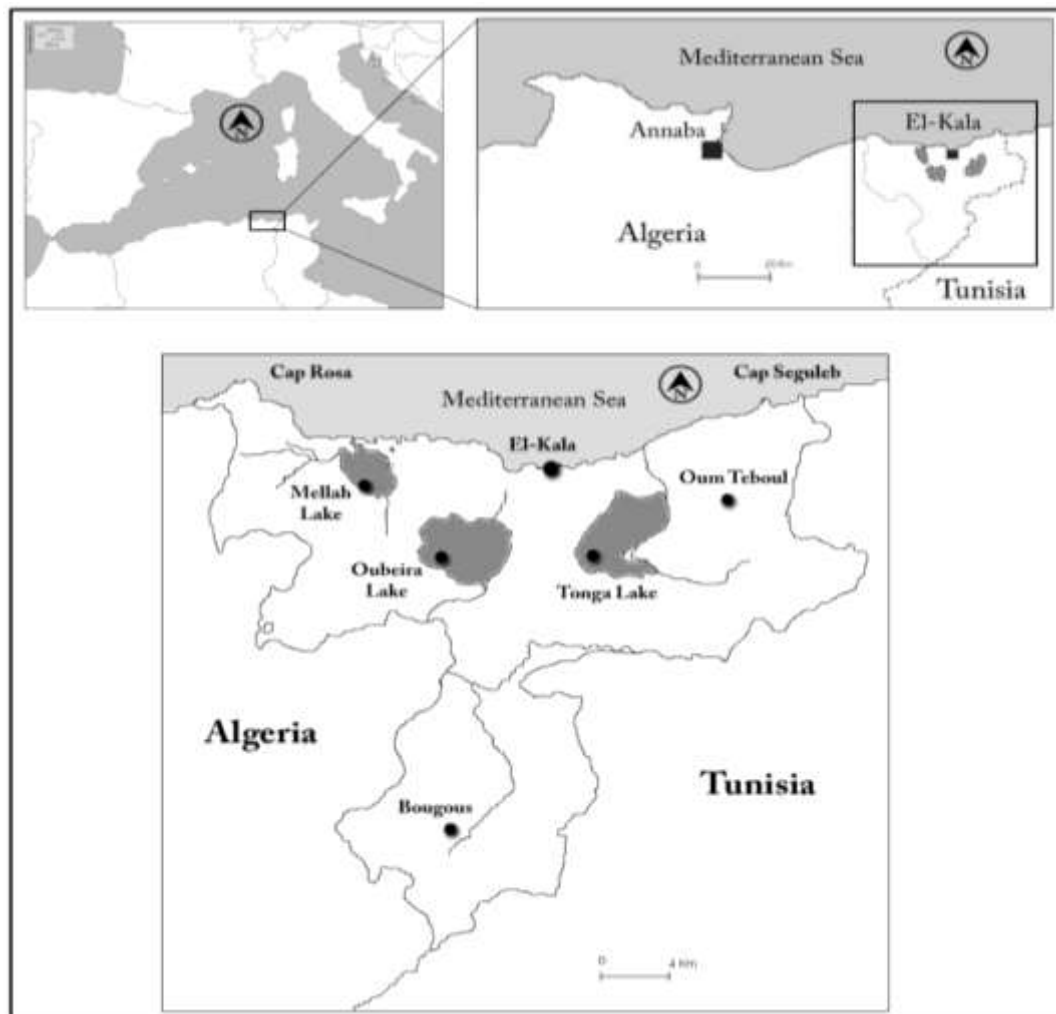 N
Mediterranean Sea
N
Annaba
El-Kala
Algeria
0
Tunisia
Cap Rosa
Cap Seguleb
Mediterranean Sea
N
El-Kala
Oum Teboul
Mellah
Lake
Oubeira
Lake
Tonga Lake
Algeria
Tunisia
Bougous
0 4 KM